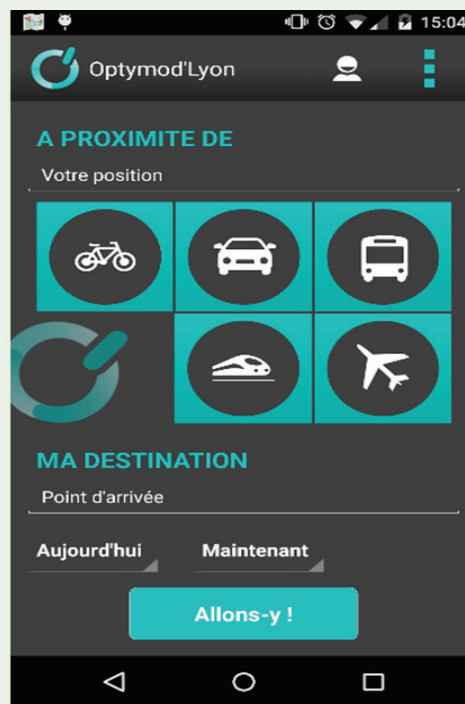 15:04
Optymod'Lyon
A PROXIMITE DE
Votre position
MA DESTINATION
Point d'arrivée
Aujourd'hui Maintenant
Allons-y !